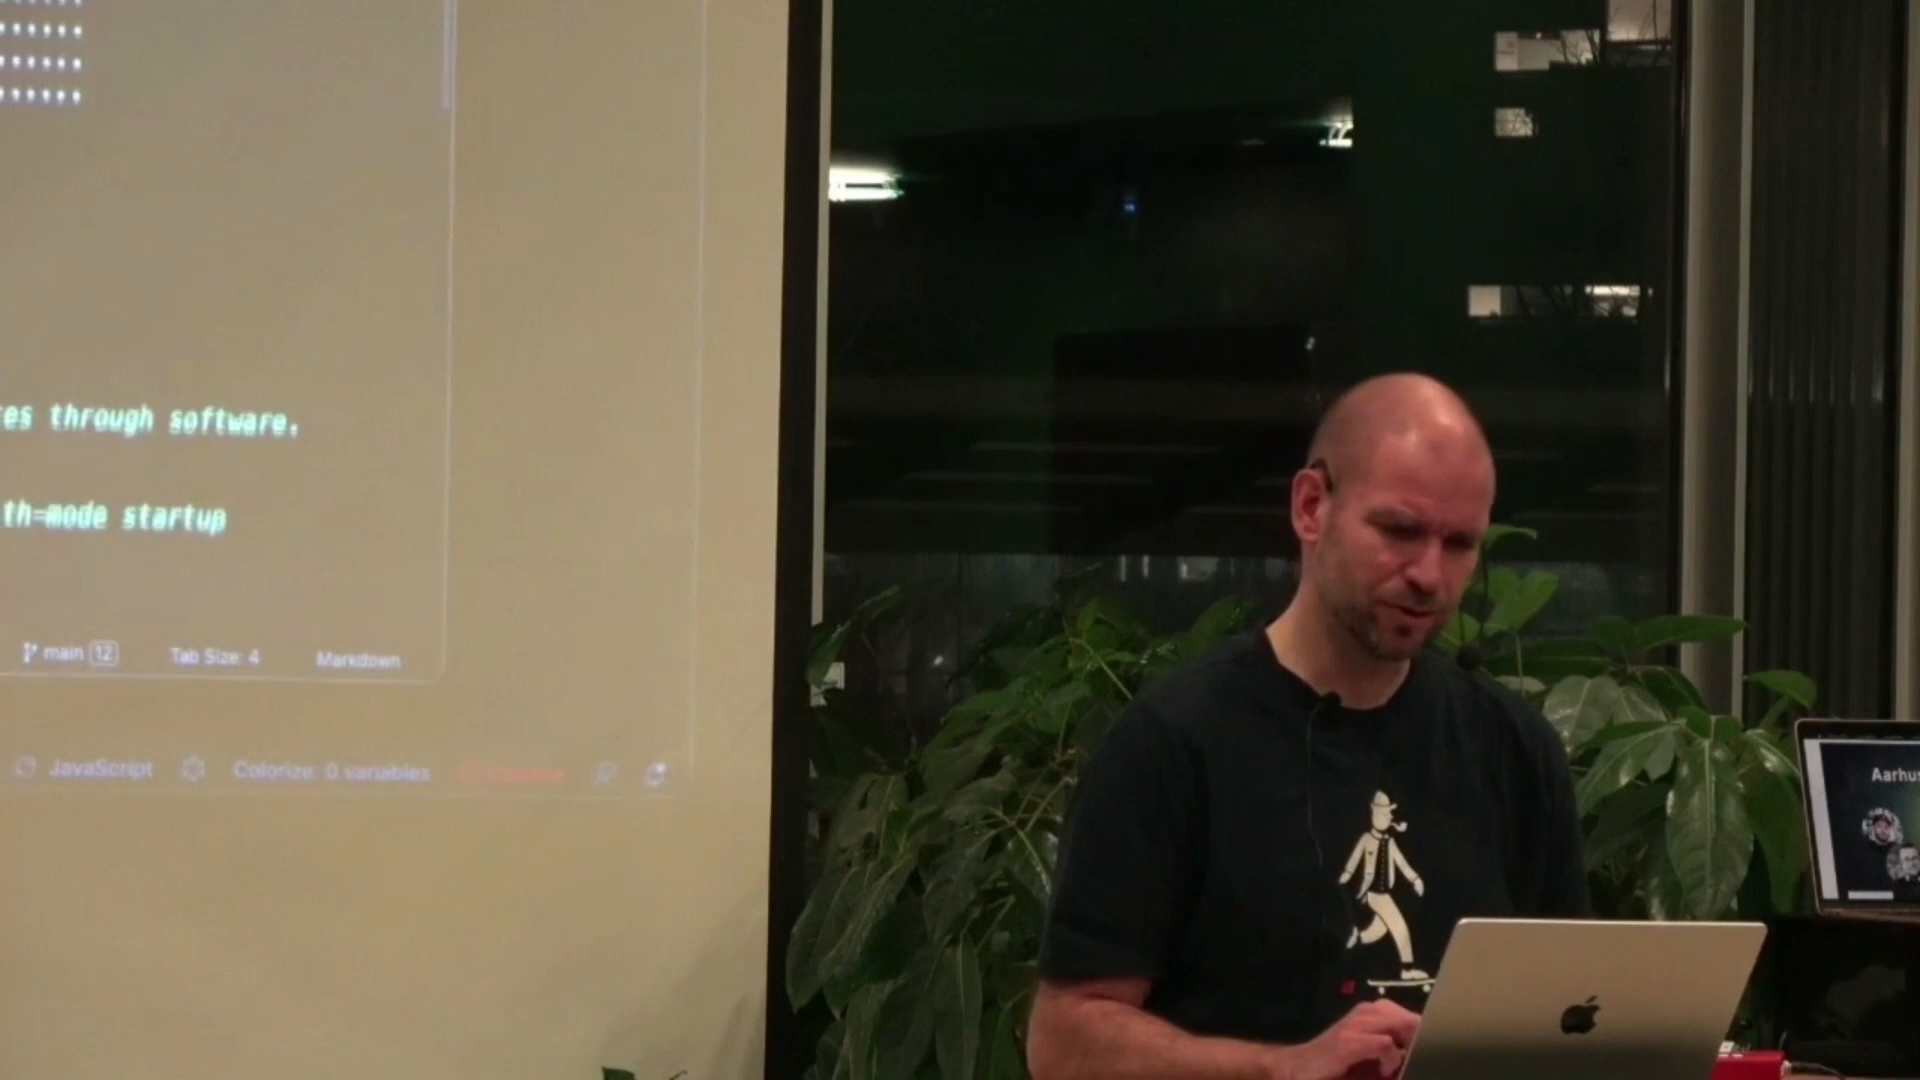 es through software.
th-mode startup
main 12 Tab Size: 4 Markdown
JavaScript Colorize: 0 variables
Aarhus